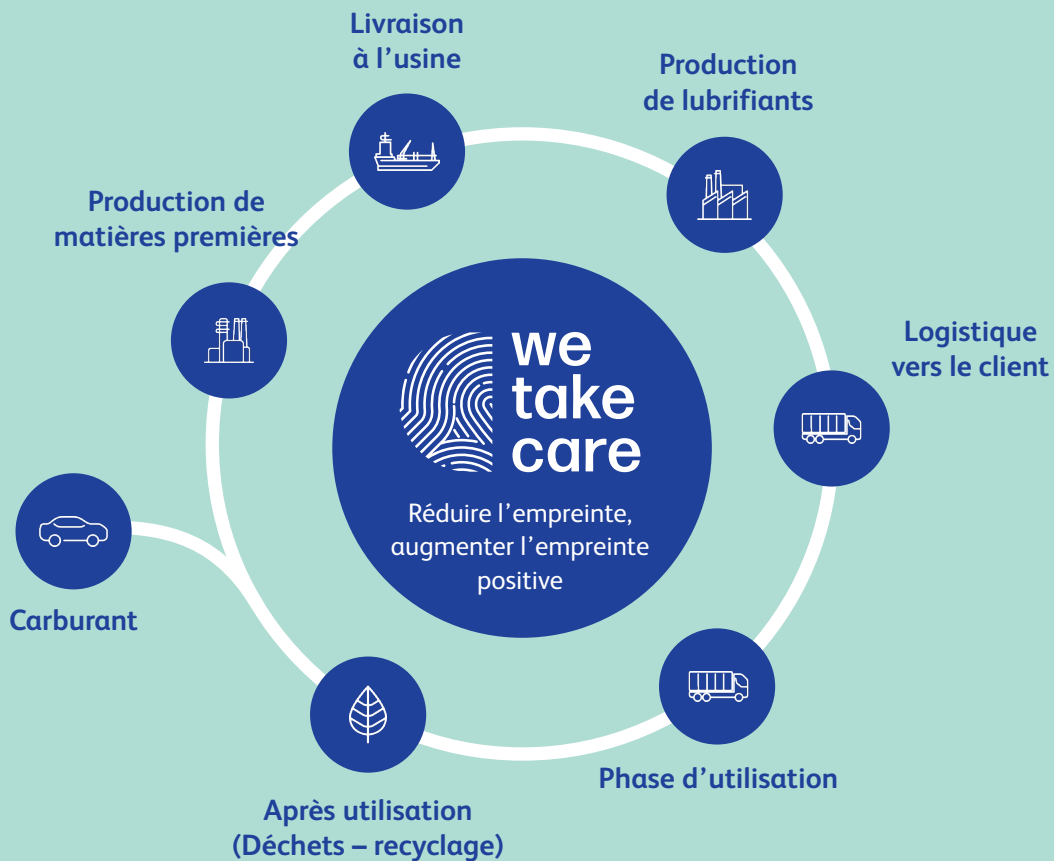 Livraison
à l’usine
Production
de lubrifiants
Production de
matières premières
Logistique
vers le client
we
take
care
Réduire l’empreinte,
augmenter l’empreinte
positive
Carburant
Phase d’utilisation
Après utilisation
(Déchets – recyclage)